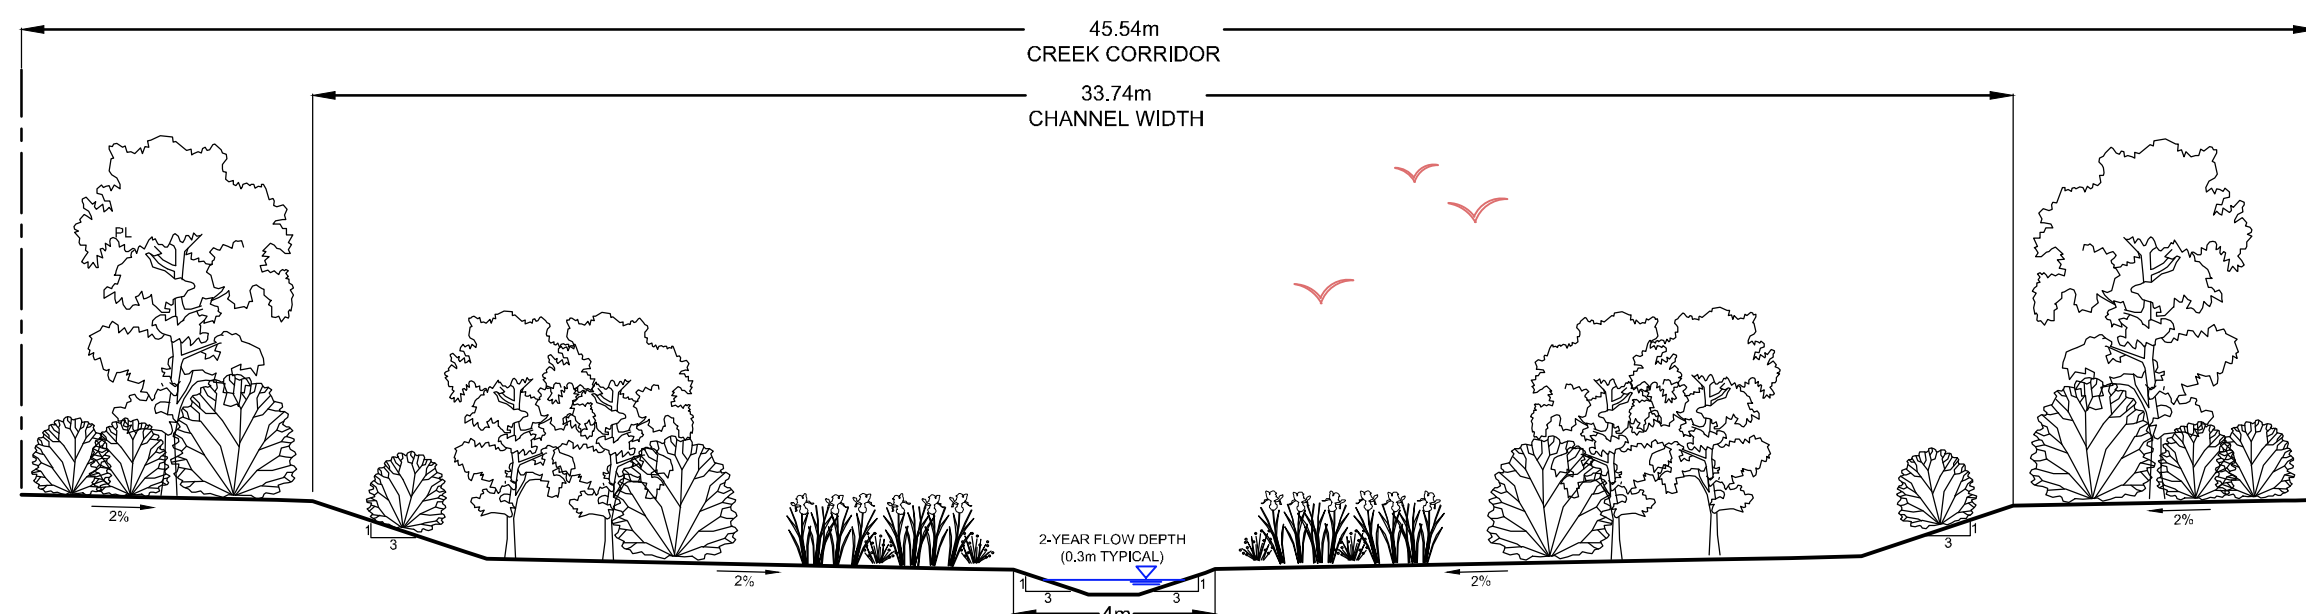 45.54m
CREEK CORRIDOR
33.74m
CHANNEL WIDTH
PL
2%
1
3
2%
2-YEAR FLOW DEPTH
(0.3m TYPICAL)
1
3
3
1
4m
2%
1
3
2%